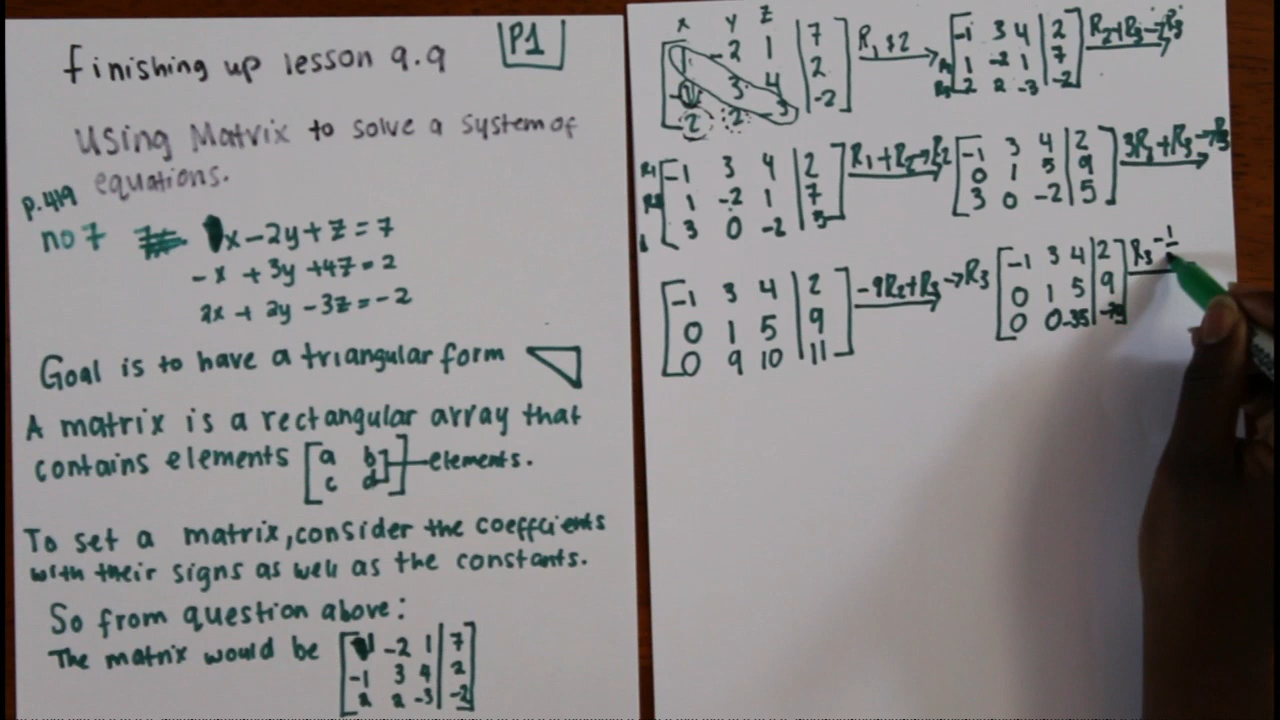 P1
finishing up lesson 9.9
Using Matrix to solve a system of
equations.
p.419
no 7 x - 2y + z = 7
-x + 3y + 4z = 2
2x + 2y - 3z = -2
Goal is to have a triangular form
A matrix is a rectangular array that
contains elements [a b elements.
c d]
To set a matrix, consider the coeffcients
with their signs as well as the constants.
So from question above:
The matrix would be [ -2 1 | 7
-1 3 4 | 2
2 2 -3 | -2]
x y z
[ -2 1 | 7
3 4 | 2
2 2 -3 | -2] R1 2
[-1 3 4 | 2
1 -2 1 | 7
2 2 -3 | -2] R2+R3→R3
[-1 3 4 | 2
1 -2 1 | 7
3 0 -2 | 5] R1+R2→R2
[-1 3 4 | 2
0 1 5 | 9
3 0 -2 | 5] 3R1+R3→R3
[-1 3 4 | 2
0 1 5 | 9
0 9 10 | 11] -9R2+R3→R3
[-1 3 4 | 2
0 1 5 | 9
0 0 -35 | ] R3 -1